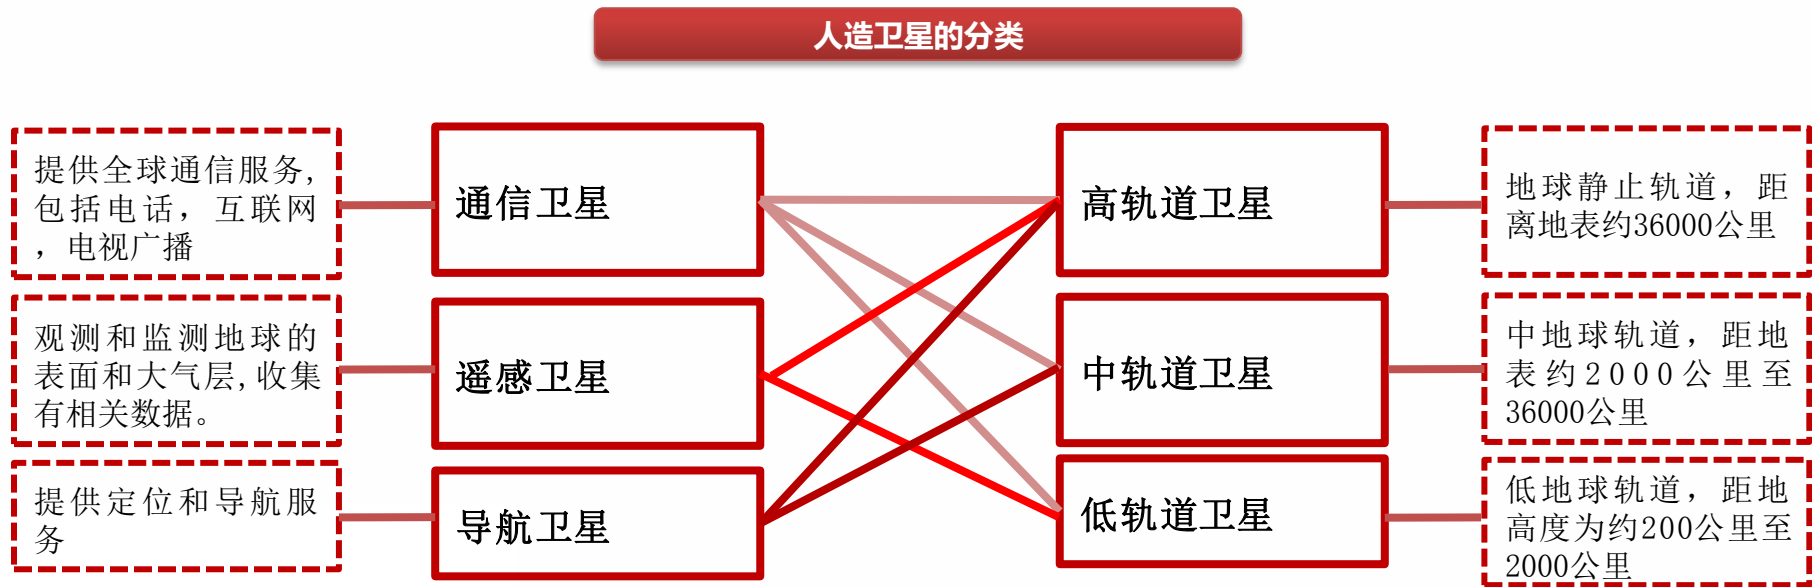 人造卫星的分类
提供全球通信服务,
包括电话，互联网
，电视广播
通信卫星
高轨道卫星
地球静止轨道，距
离地表约36000公里
观测和监测地球的
表面和大气层,收集
有相关数据。
遥感卫星
中轨道卫星
中地球轨道，距地
表约2000公里至
36000公里
提供定位和导航服
务
导航卫星
低轨道卫星
低地球轨道，距地
高度为约200公里至
2000公里